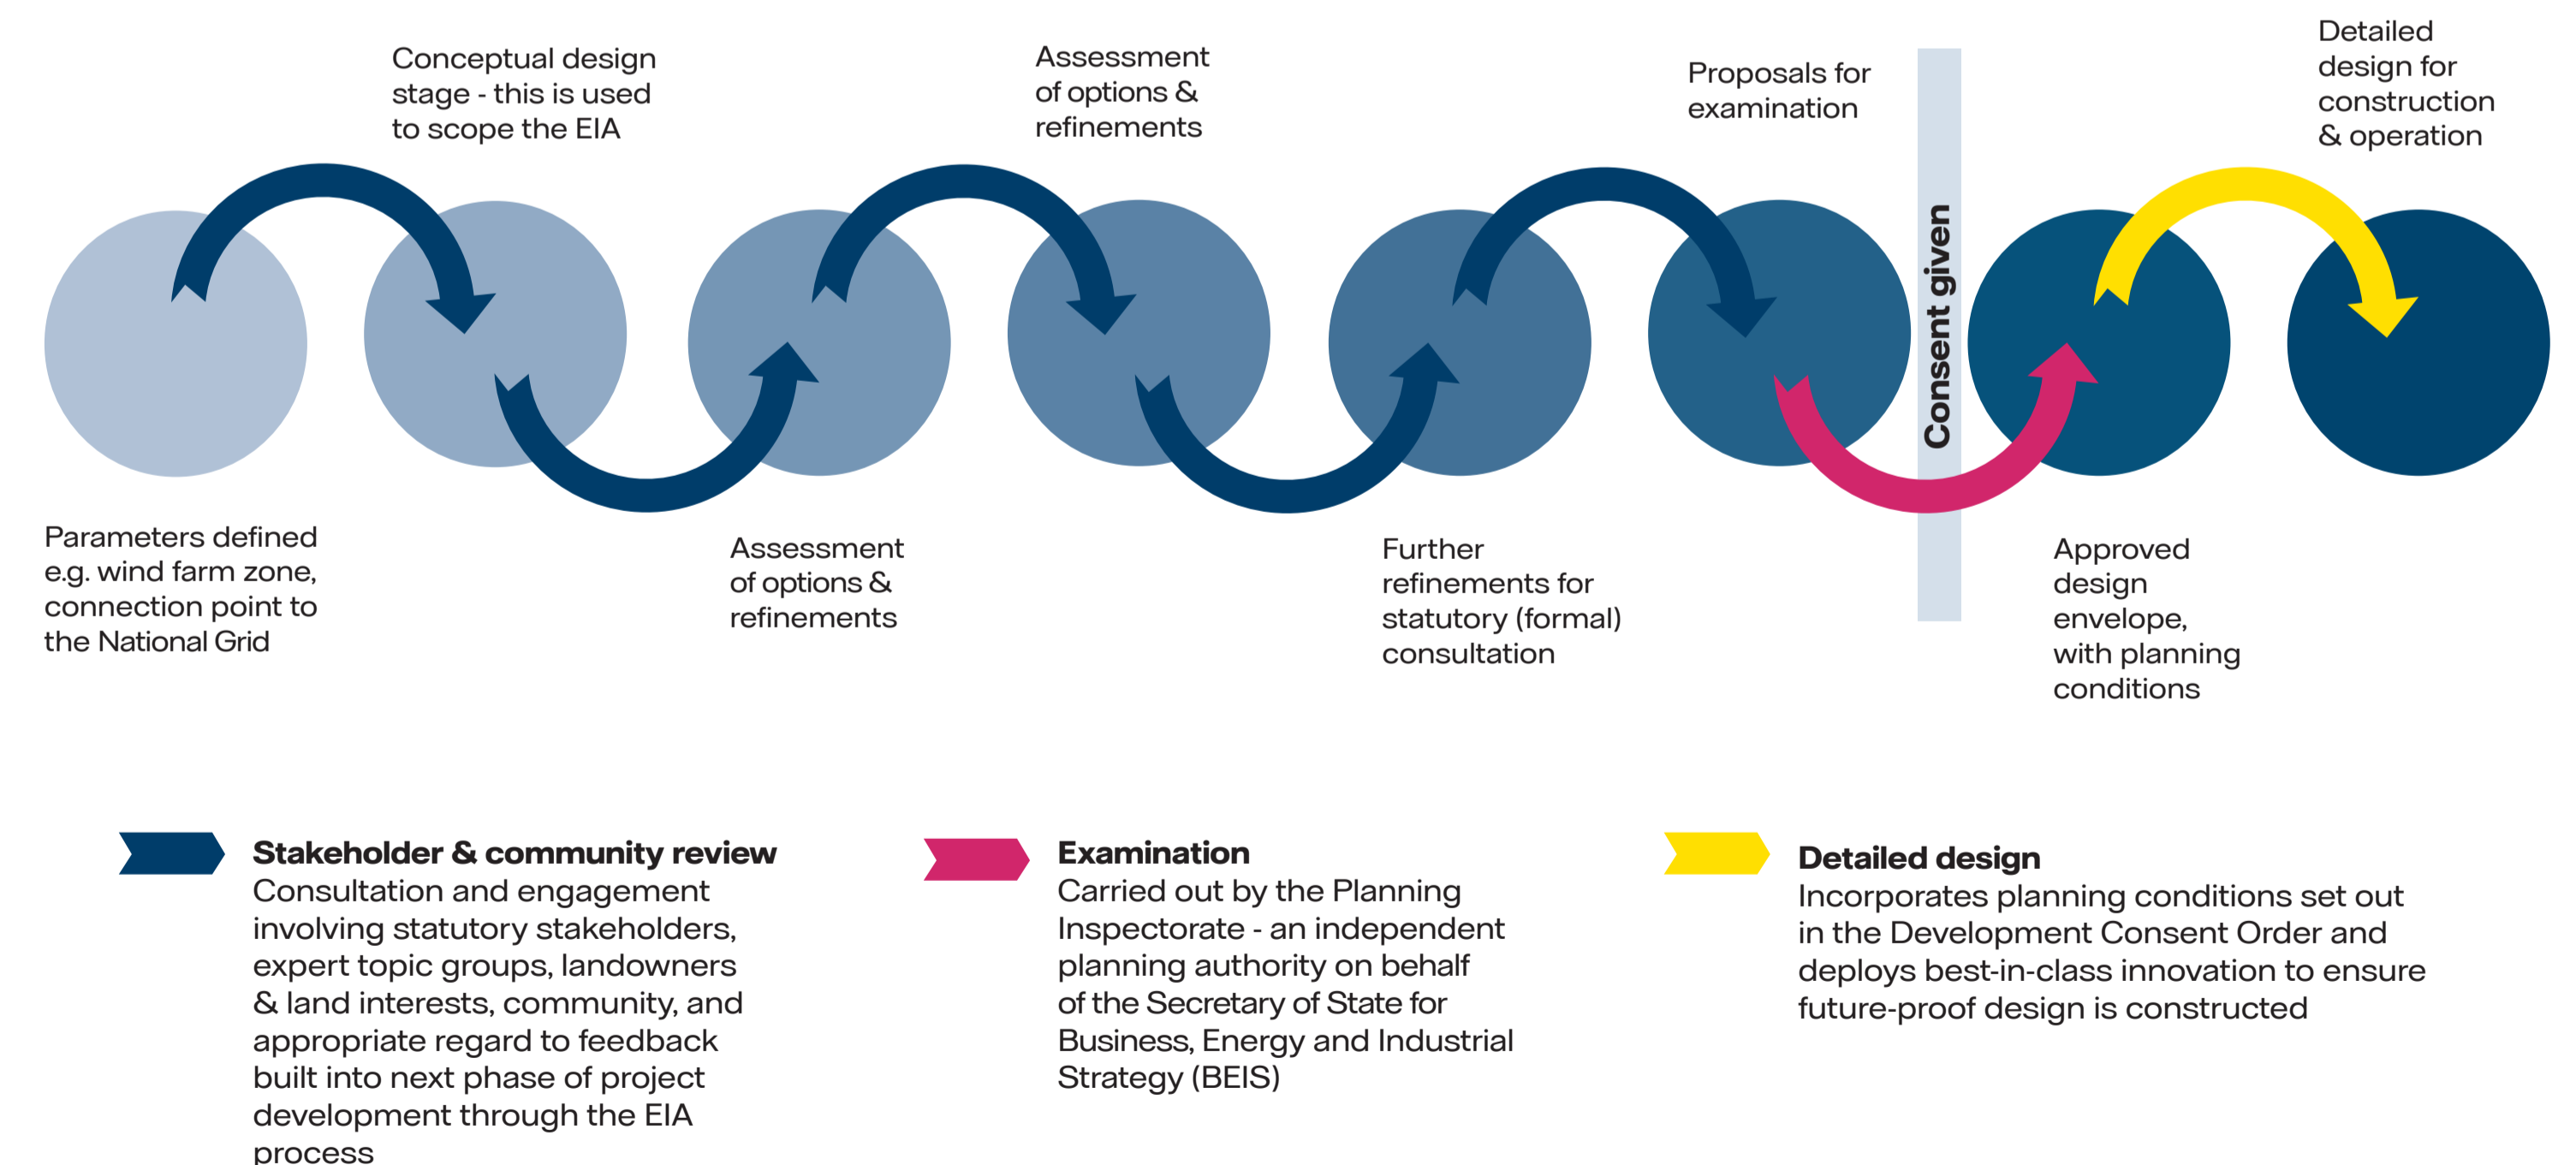 Conceptual design
stage - this is used
to scope the EIA
Assessment
of options &
refinements
Proposals for
examination
Detailed
design for
construction
& operation
Consent given
Parameters defined
e.g. wind farm zone,
connection point to
the National Grid
Assessment
of options &
refinements
Further
refinements for
statutory (formal)
consultation
Approved
design
envelope,
with planning
conditions
Stakeholder & community review
Consultation and engagement
involving statutory stakeholders,
expert topic groups, landowners
& land interests, community, and
appropriate regard to feedback
built into next phase of project
development through the EIA
process
Examination
Carried out by the Planning
Inspectorate - an independent
planning authority on behalf
of the Secretary of State for
Business, Energy and Industrial
Strategy (BEIS)
Detailed design
Incorporates planning conditions set out
in the Development Consent Order and
deploys best-in-class innovation to ensure
future-proof design is constructed